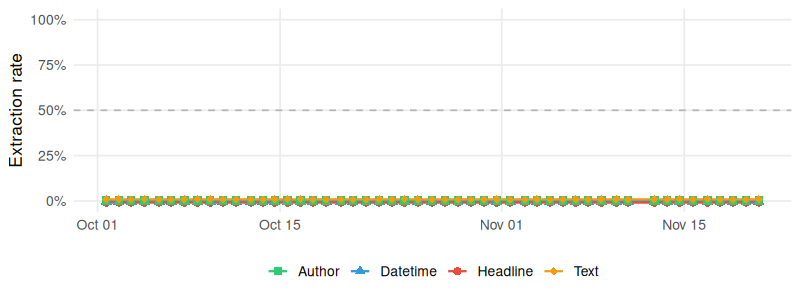 100%
75%
Extraction rate
50%
25%
0%
Oct 01 Oct 15 Nov 01 Nov 15
Author Datetime Headline Text